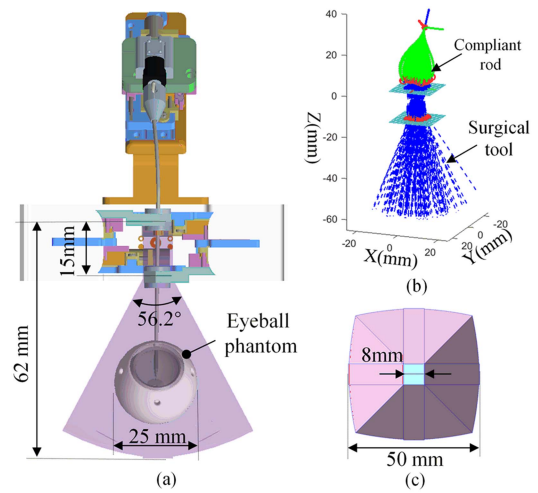 15mm
62 mm
56.2°
Eyeball
phantom
25 mm
(a)
40
20
0
-20
-40
-60
Z(mm)
Compliant
rod
Surgical
tool
-20
0
20
X(mm)
20
0
-20
Y(mm)
(b)
8mm
50 mm
(c)